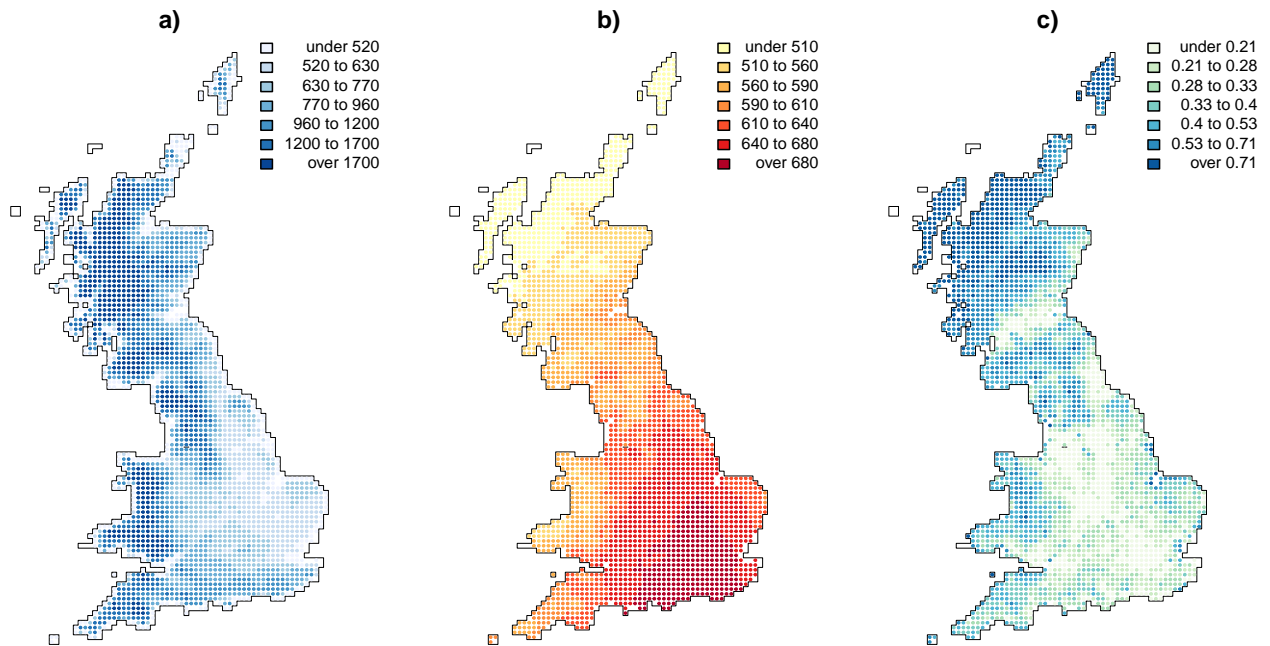 a)
under 520
520 to 630
630 to 770
770 to 960
960 to 1200
1200 to 1700
over 1700
b)
under 510
510 to 560
560 to 590
590 to 610
610 to 640
640 to 680
over 680
c)
under 0.21
0.21 to 0.28
0.28 to 0.33
0.33 to 0.4
0.4 to 0.53
0.53 to 0.71
over 0.71